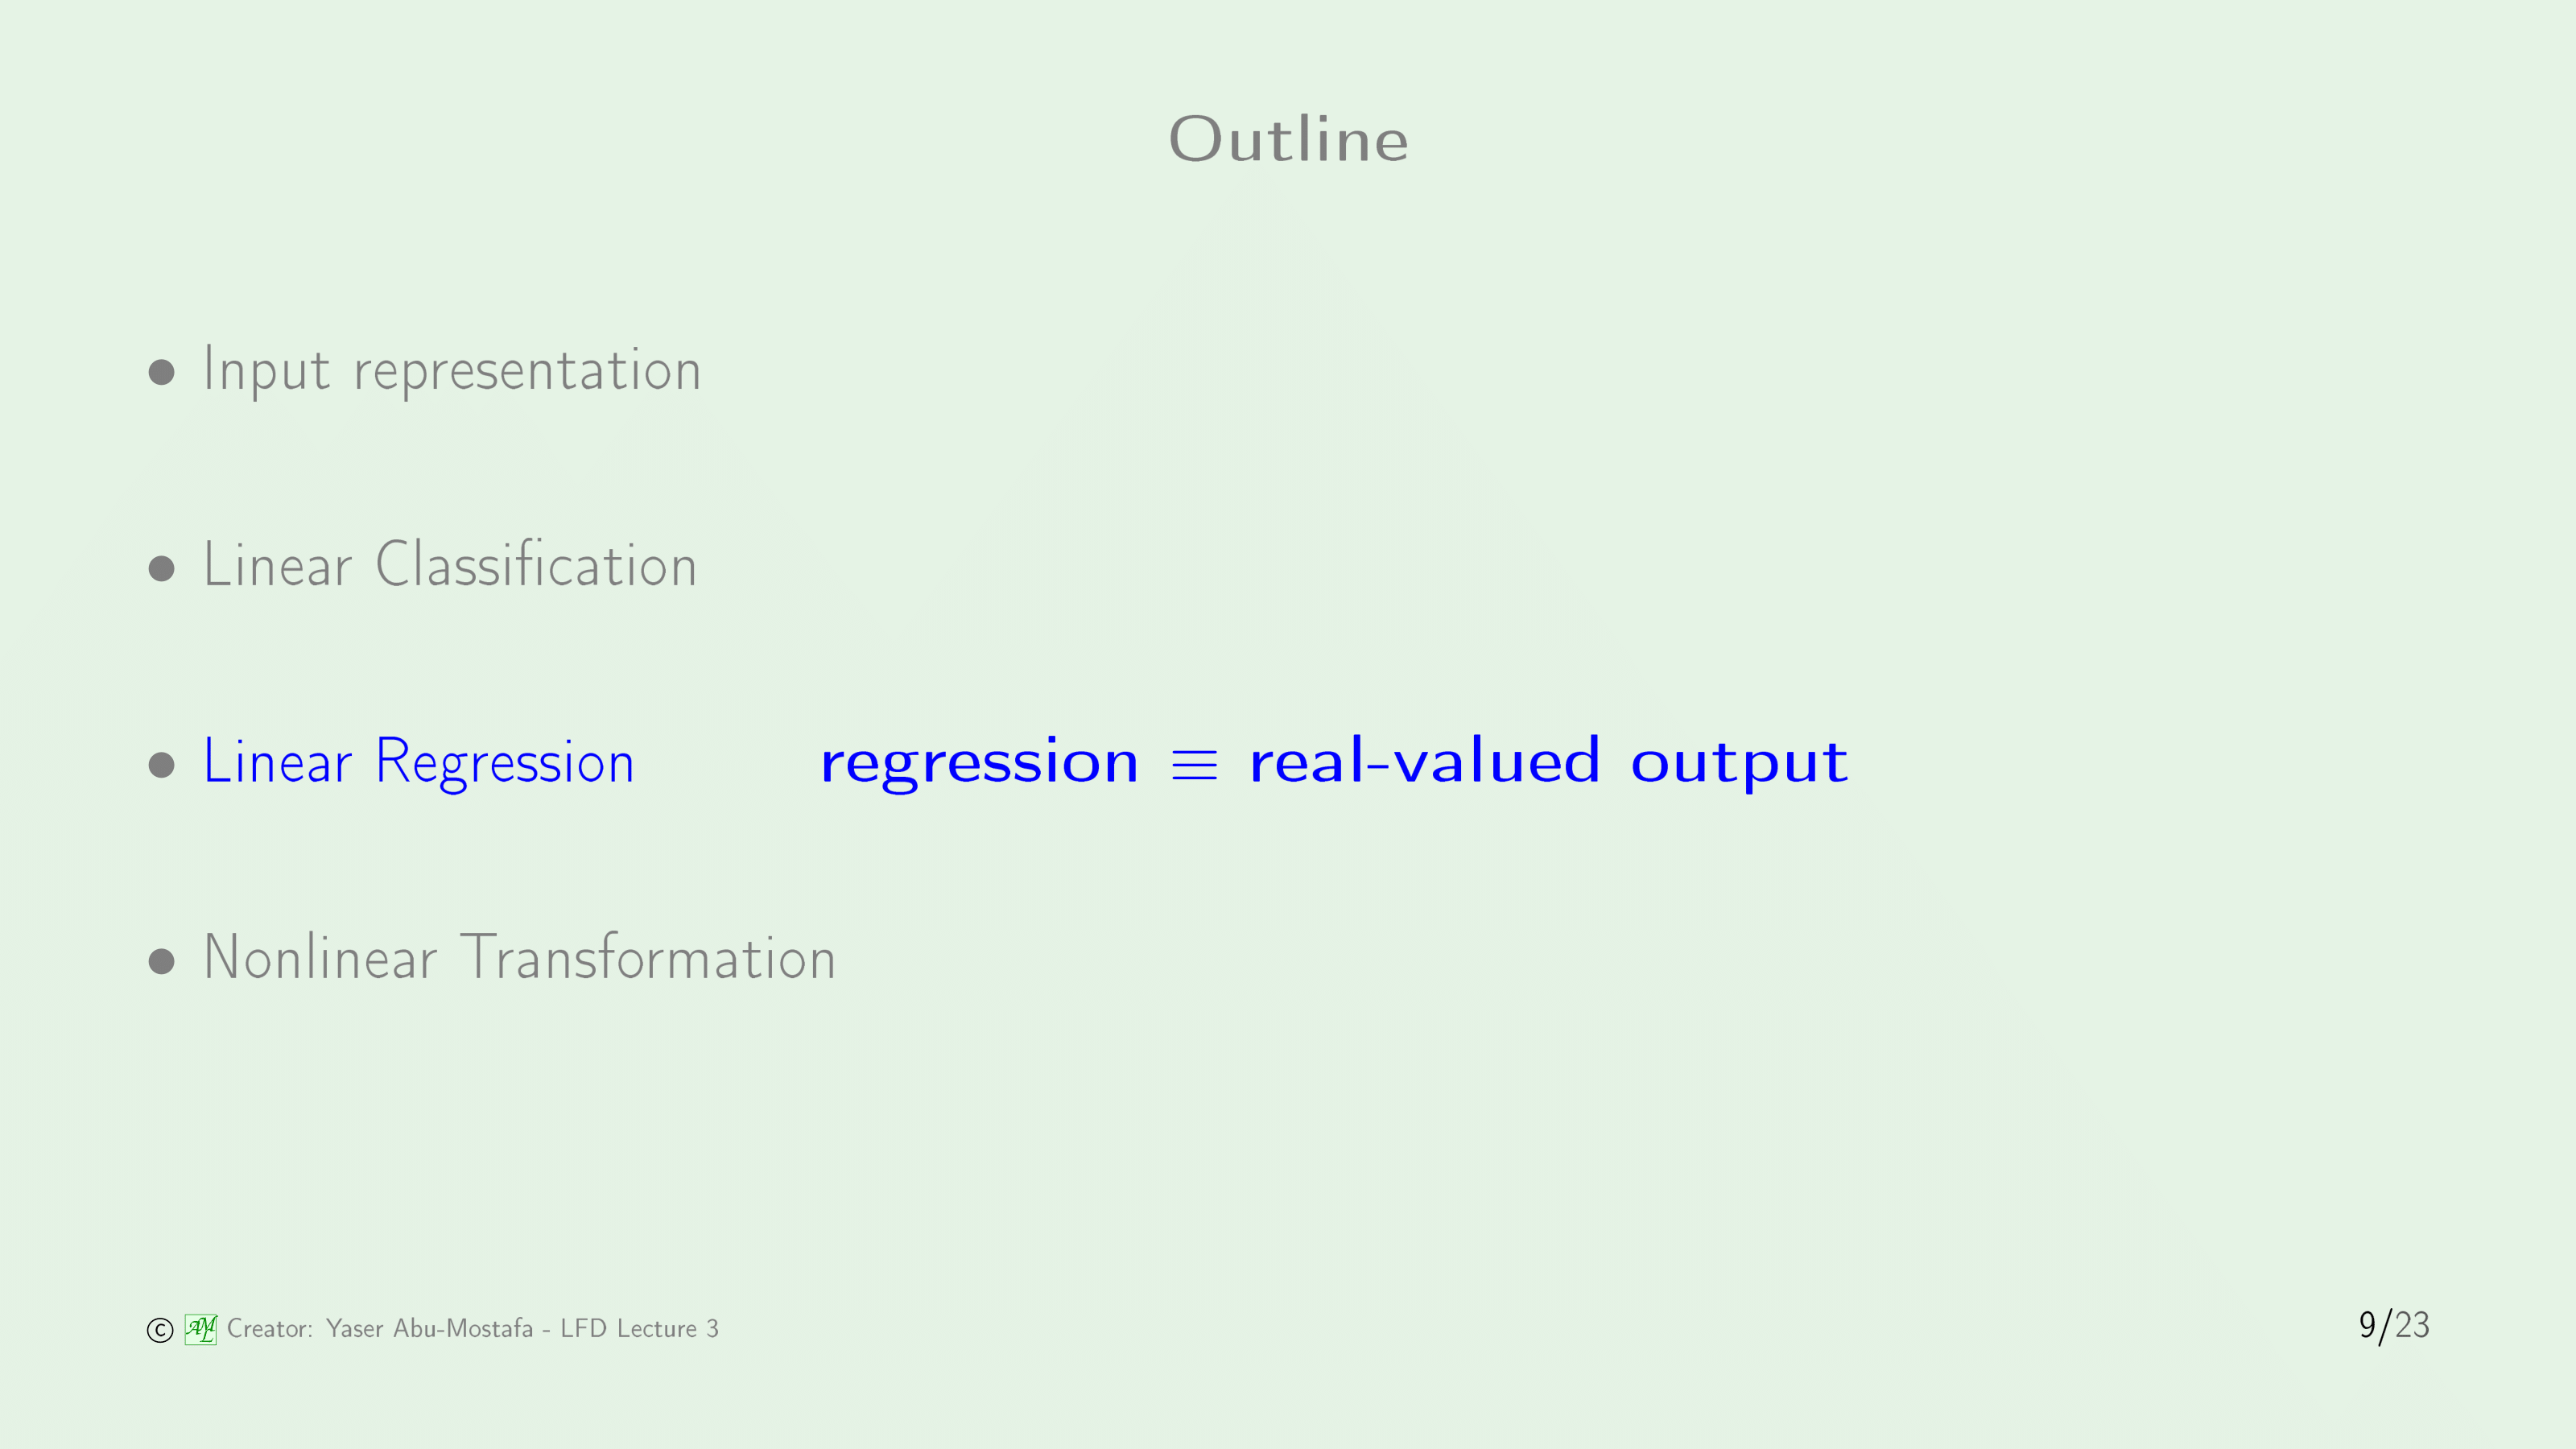 Outline
• Input representation
• Linear Classification
• Linear Regression regression ≡ real-valued output
• Nonlinear Transformation
© AML Creator: Yaser Abu-Mostafa - LFD Lecture 3
9/23